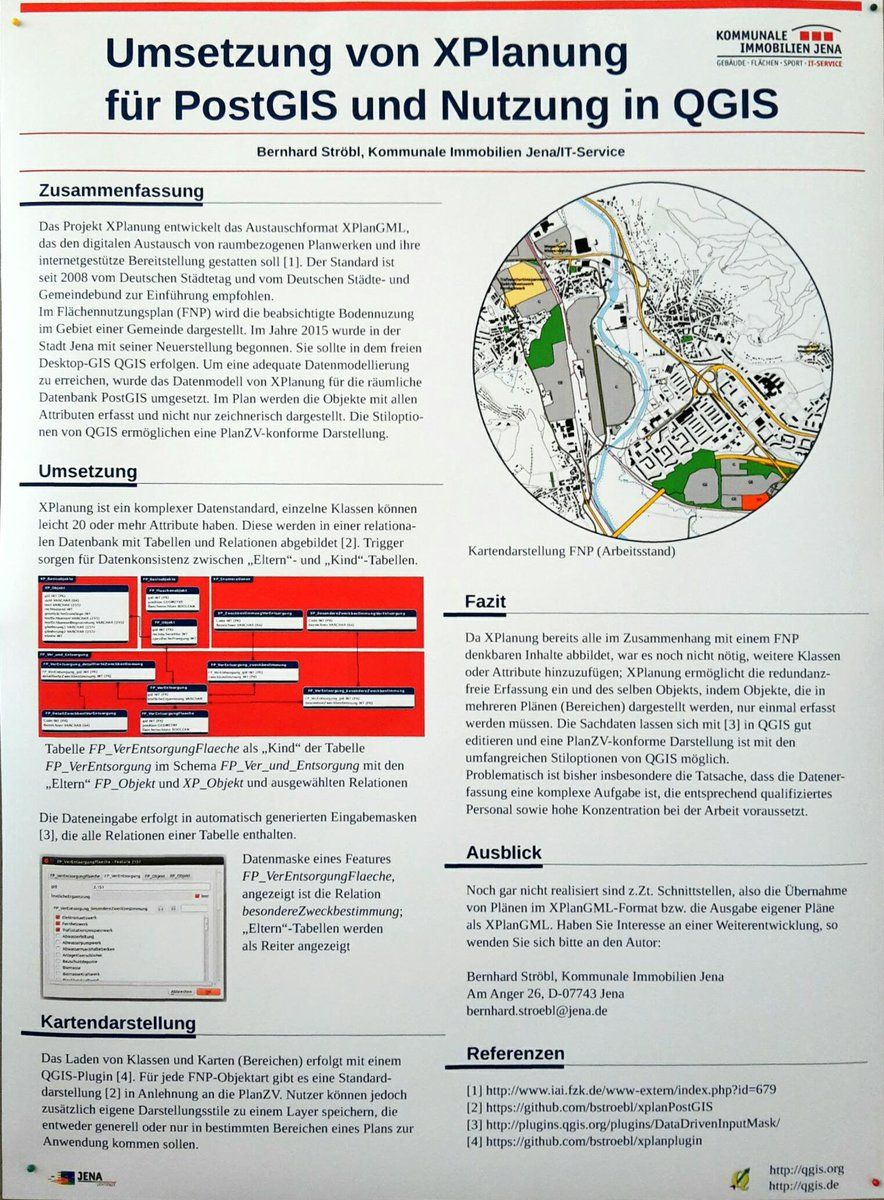 KOMMUNALE
IMMOBILIEN JENA
GEBÄUDE · FLÄCHEN · SPORT · IT-SERVICE
Umsetzung von XPlanung
für PostGIS und Nutzung in QGIS
Bernhard Ströbl, Kommunale Immobilien Jena/IT-Service
Zusammenfassung
Das Projekt XPlanung entwickelt das Austauschformat XPlanGML,
das den digitalen Austausch von raumbezogenen Planwerken und ihre
internetgestütze Bereitstellung gestatten soll [1]. Der Standard ist
seit 2008 vom Deutschen Städtetag und vom Deutschen Städte- und
Gemeindebund zur Einführung empfohlen.
Im Flächennutzungsplan (FNP) wird die beabsichtigte Bodennuzung
im Gebiet einer Gemeinde dargestellt. Im Jahre 2015 wurde in der
Stadt Jena mit seiner Neuerstellung begonnen. Sie sollte in dem freien
Desktop-GIS QGIS erfolgen. Um eine adequate Datenmodellierung
zu erreichen, wurde das Datenmodell von XPlanung für die räumliche
Datenbank PostGIS umgesetzt. Im Plan werden die Objekte mit allen
Attributen erfasst und nicht nur zeichnerisch dargestellt. Die Stiloptio-
nen von QGIS ermöglichen eine PlanZV-konforme Darstellung.
Umsetzung
XPlanung ist ein komplexer Datenstandard, einzelne Klassen können
leicht 20 oder mehr Attribute haben. Diese werden in einer relationa-
len Datenbank mit Tabellen und Relationen abgebildet [2]. Trigger
sorgen für Datenkonsistenz zwischen „Eltern“- und „Kind“-Tabellen.
XP_Objekt
FP_Objekt
FP_VerEntsorgung
FP_VerEntsorgungFlaeche
Tabelle FP_VerEntsorgungFlaeche als „Kind“ der Tabelle
FP_VerEntsorgung im Schema FP_Ver_und_Entsorgung mit den
„Eltern“ FP_Objekt und XP_Objekt und ausgewählten Relationen
Die Dateneingabe erfolgt in automatisch generierten Eingabemasken
[3], die alle Relationen einer Tabelle enthalten.
Datenmaske eines Features
FP_VerEntsorgungFlaeche,
angezeigt ist die Relation
besondereZweckbestimmung;
„Eltern“-Tabellen werden
als Reiter angezeigt
Kartendarstellung
Das Laden von Klassen und Karten (Bereichen) erfolgt mit einem
QGIS-Plugin [4]. Für jede FNP-Objektart gibt es eine Standard-
darstellung [2] in Anlehnung an die PlanZV. Nutzer können jedoch
zusätzlich eigene Darstellungsstile zu einem Layer speichern, die
entweder generell oder nur in bestimmten Bereichen eines Plans zur
Anwendung kommen sollen.
Kartendarstellung FNP (Arbeitsstand)
Fazit
Da XPlanung bereits alle im Zusammenhang mit einem FNP
denkbaren Inhalte abbildet, war es noch nicht nötig, weitere Klassen
oder Attribute hinzuzufügen; XPlanung ermöglicht die redundanz-
freie Erfassung ein und des selben Objekts, indem Objekte, die in
mehreren Plänen (Bereichen) dargestellt werden, nur einmal erfasst
werden müssen. Die Sachdaten lassen sich mit [3] in QGIS gut
editieren und eine PlanZV-konforme Darstellung ist mit den
umfangreichen Stiloptionen von QGIS möglich.
Problematisch ist bisher insbesondere die Tatsache, dass die Datener-
fassung eine komplexe Aufgabe ist, die entsprechend qualifiziertes
Personal sowie hohe Konzentration bei der Arbeit voraussetzt.
Ausblick
Noch gar nicht realisiert sind z.Zt. Schnittstellen, also die Übernahme
von Plänen im XPlanGML-Format bzw. die Ausgabe eigener Pläne
als XPlanGML. Haben Sie Interesse an einer Weiterentwicklung, so
wenden Sie sich bitte an den Autor:
Bernhard Ströbl, Kommunale Immobilien Jena
Am Anger 26, D-07743 Jena
bernhard.stroebl@jena.de
Referenzen
[1] http://www.iai.fzk.de/www-extern/index.php?id=679
[2] https://github.com/bstroebl/xplanPostGIS
[3] http://plugins.qgis.org/plugins/DataDrivenInputMask/
[4] https://github.com/bstroebl/xplanplugin
JENA
http://qgis.org
http://qgis.de